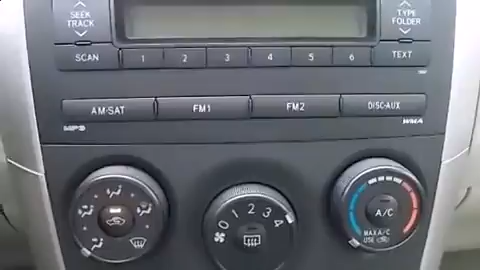 SEEK
TRACK
TYPE
FOLDER
SCAN
1 2 3 4 5 6
TEXT
AM·SAT
FM1
FM2
DISC·AUX
MP3
WMA
0 1 2 3 4
A/C
MAX A/C
USE